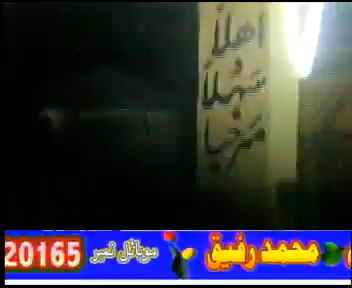 اهلاً
و
سهلاً
مرحبا
محمد رفیق موبائل نمبر 20165